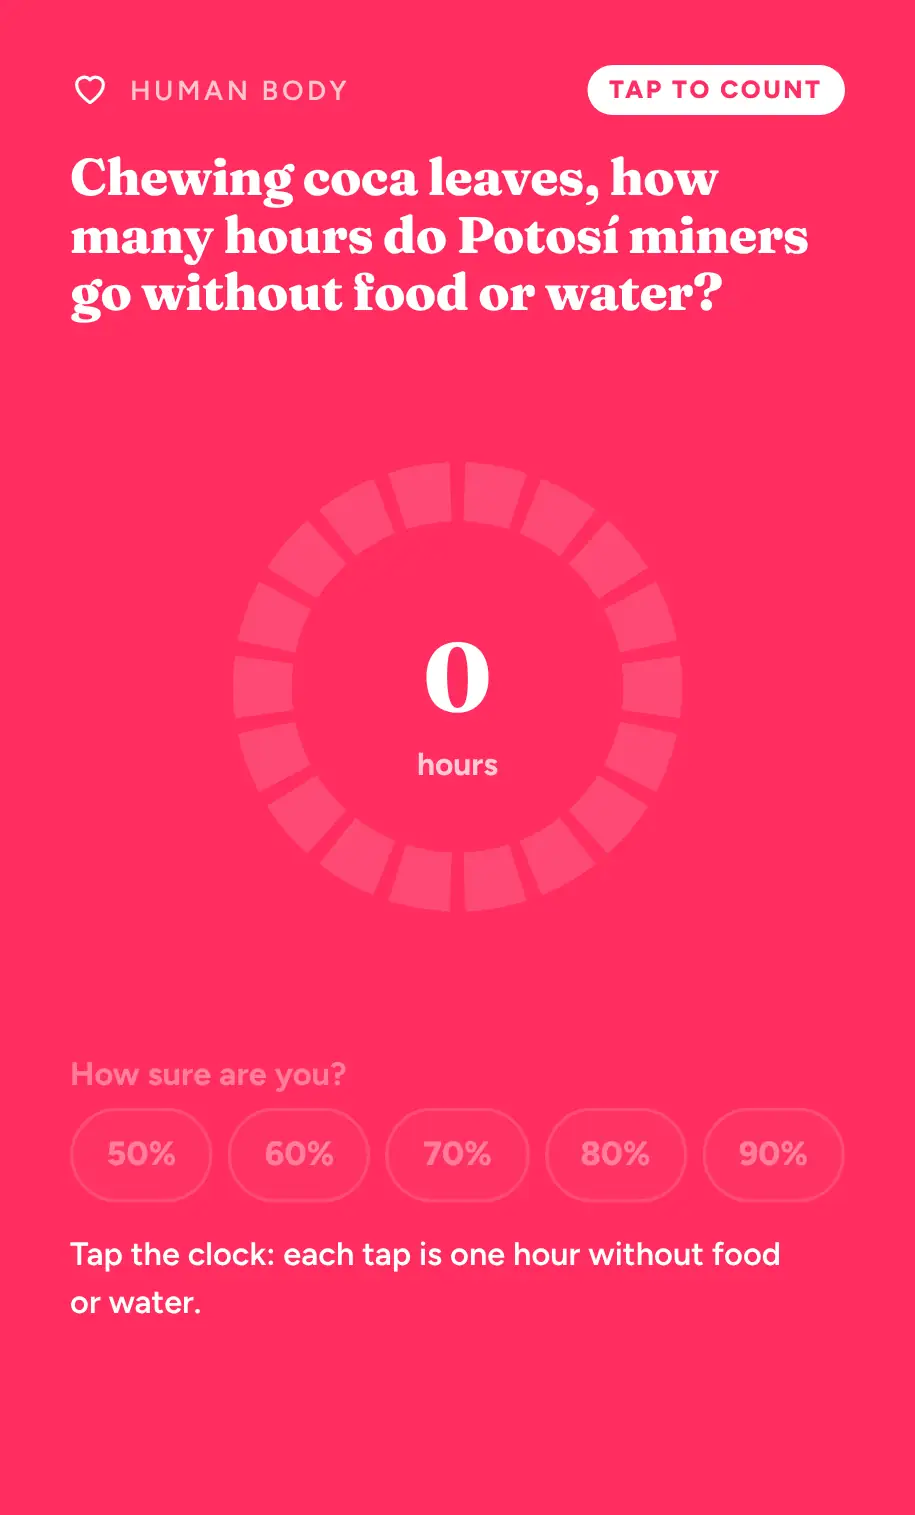 HUMAN BODY
TAP TO COUNT
Chewing coca leaves, how
many hours do Potosí miners
go without food or water?
0
hours
How sure are you?
50%
60%
70%
80%
90%
Tap the clock: each tap is one hour without food
or water.